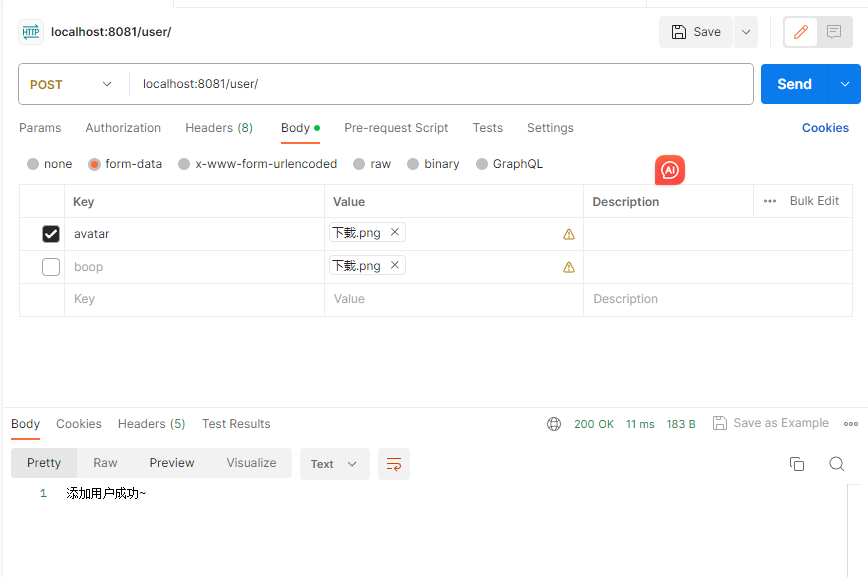 HTTP localhost:8081/user/ Save
POST localhost:8081/user/ Send
Params Authorization Headers (8) Body Pre-request Script Tests Settings Cookies
none form-data x-www-form-urlencoded raw binary GraphQL AI
Key Value Description ••• Bulk Edit
avatar 下载.png
boop 下载.png
Key Value Description
Body Cookies Headers (5) Test Results 200 OK 11 ms 183 B Save as Example
Pretty Raw Preview Visualize Text
1 添加用户成功~